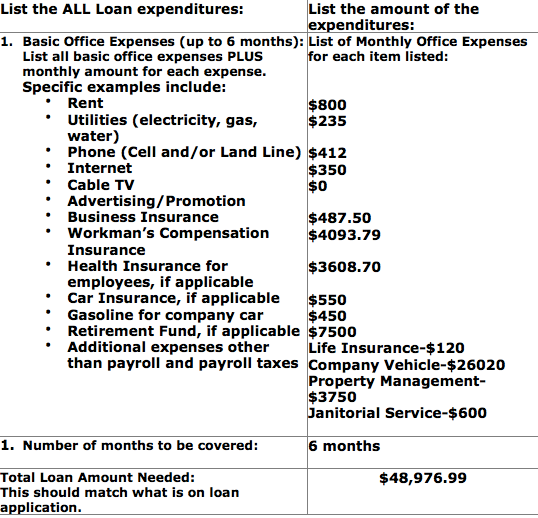 List the ALL Loan expenditures:
List the amount of the
expenditures:
1. Basic Office Expenses (up to 6 months):
List all basic office expenses PLUS
monthly amount for each expense.
Specific examples include:
• Rent
• Utilities (electricity, gas,
water)
• Phone (Cell and/or Land Line)
• Internet
• Cable TV
• Advertising/Promotion
• Business Insurance
• Workman's Compensation
Insurance
• Health Insurance for
employees, if applicable
• Car Insurance, if applicable
• Gasoline for company car
• Retirement Fund, if applicable
• Additional expenses other
than payroll and payroll taxes
List of Monthly Office Expenses
for each item listed:
$800
$235
$412
$350
$0
$487.50
$4093.79
$3608.70
$550
$450
$7500
Life Insurance-$120
Company Vehicle-$26020
Property Management-
$3750
Janitorial Service-$600
1. Number of months to be covered:
6 months
Total Loan Amount Needed:
This should match what is on loan
application.
$48,976.99